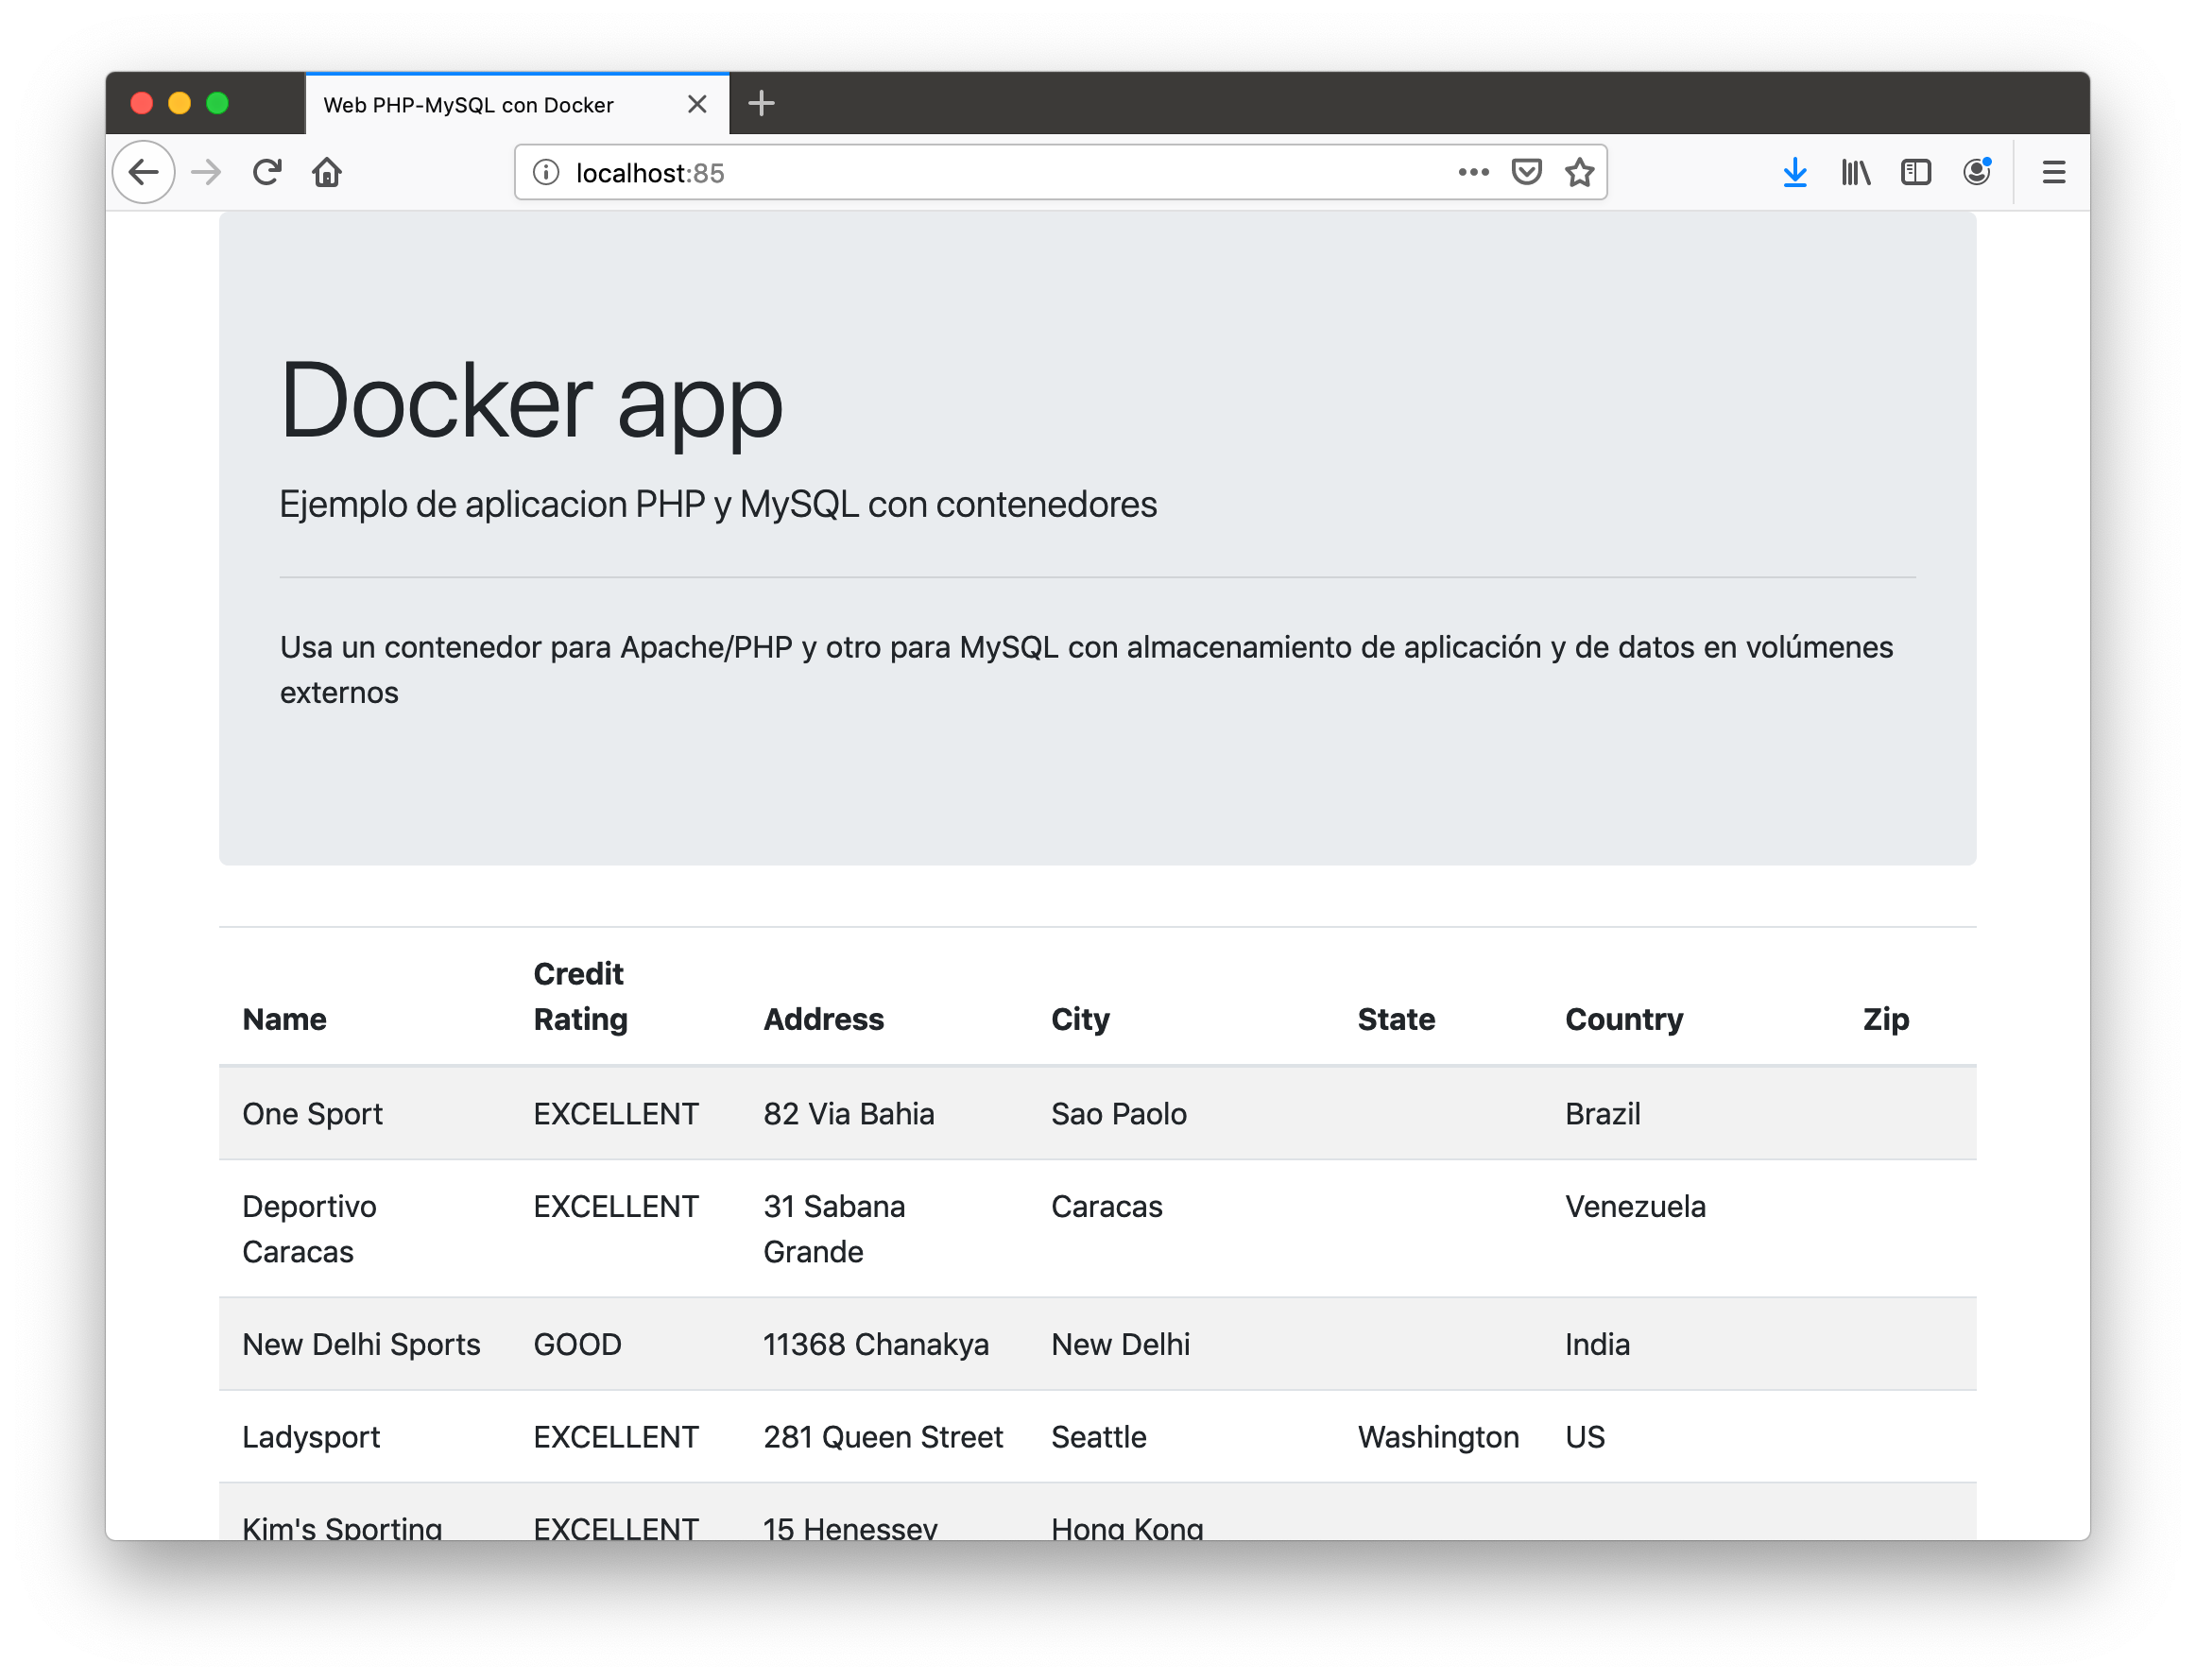 Web PHP-MySQL con Docker
localhost:85
Docker app
Ejemplo de aplicacion PHP y MySQL con contenedores
Usa un contenedor para Apache/PHP y otro para MySQL con almacenamiento de aplicación y de datos en volúmenes
externos
Name Credit Rating Address City State Country Zip
One Sport EXCELLENT 82 Via Bahia Sao Paolo Brazil
Deportivo Caracas EXCELLENT 31 Sabana Grande Caracas Venezuela
New Delhi Sports GOOD 11368 Chanakya New Delhi India
Ladysport EXCELLENT 281 Queen Street Seattle Washington US
Kim's Sporting EXCELLENT 15 Henessey Hong Kong